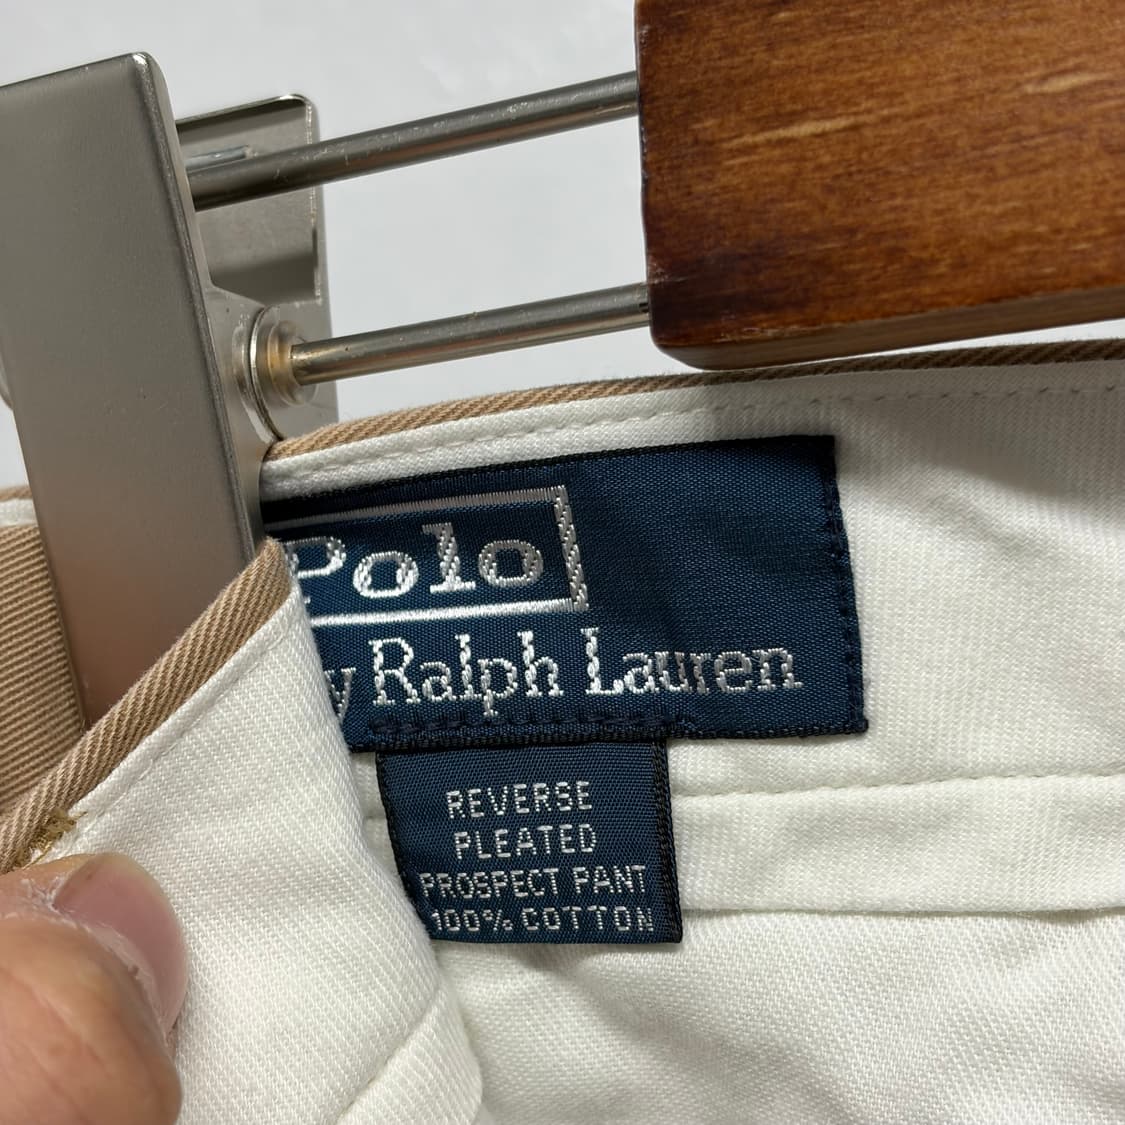 Polo
y Ralph Lauren
REVERSE
PLEATED
PROSPECT PANT
100% COTTON